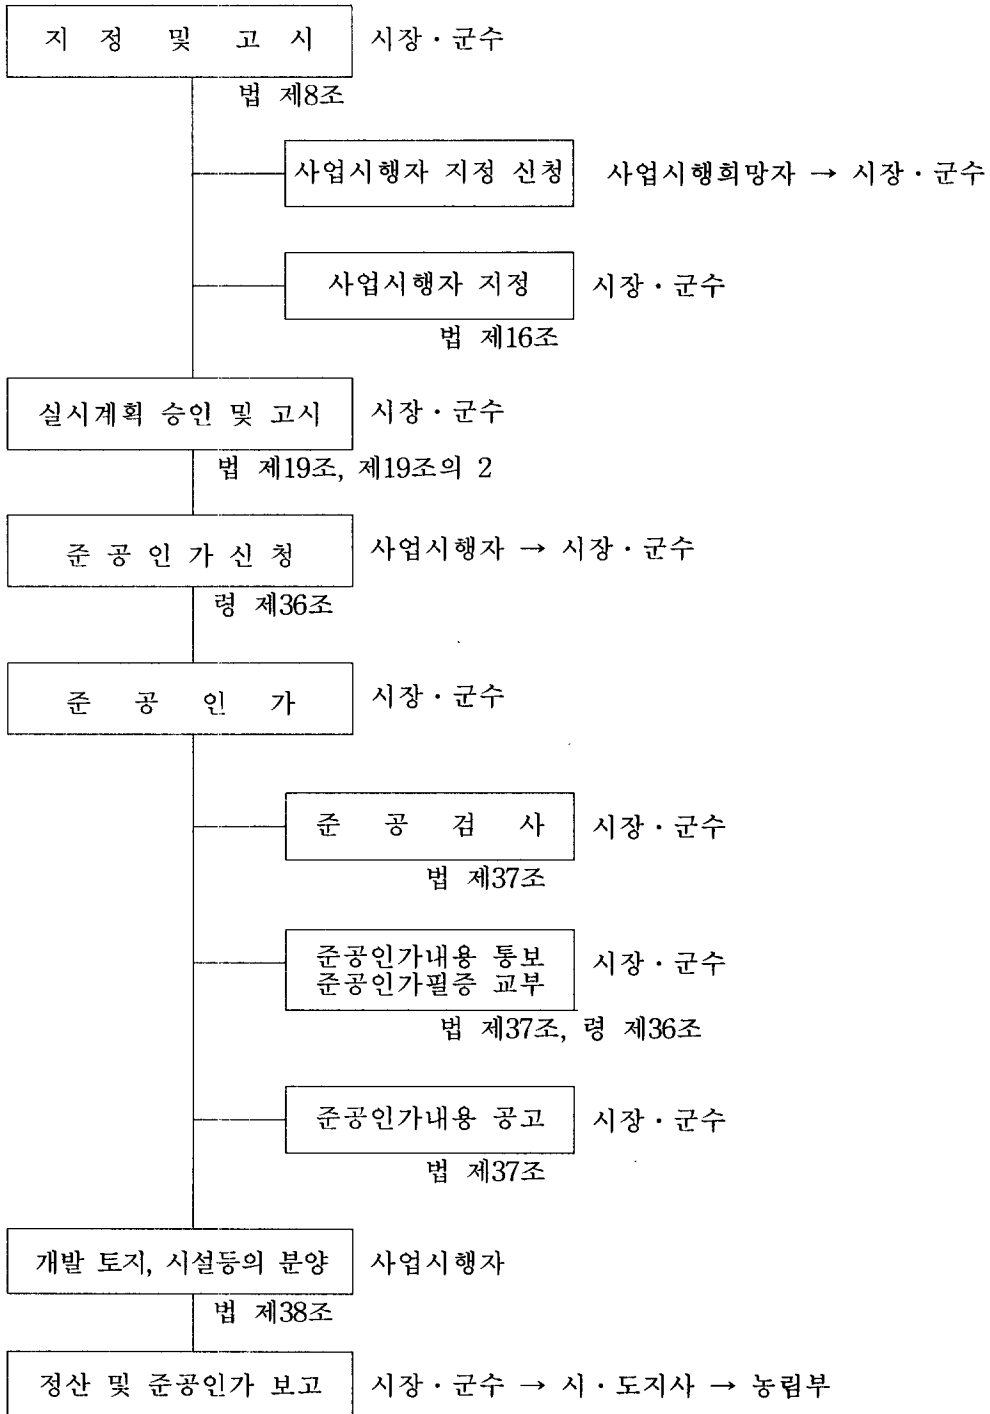 지 정 및 고 시 시장·군수
법 제8조
사업시행자 지정 신청 사업시행희망자 → 시장·군수
사업시행자 지정 시장·군수
법 제16조
실시계획 승인 및 고시 시장·군수
법 제19조, 제19조의 2
준 공 인 가 신 청 사업시행자 → 시장·군수
령 제36조
준 공 인 가 시장·군수
준 공 검 사 시장·군수
법 제37조
준공인가내용 통보
준공인가필증 교부 시장·군수
법 제37조, 령 제36조
준공인가내용 공고 시장·군수
법 제37조
개발 토지, 시설등의 분양 사업시행자
법 제38조
정산 및 준공인가 보고 시장·군수 → 시·도지사 → 농림부